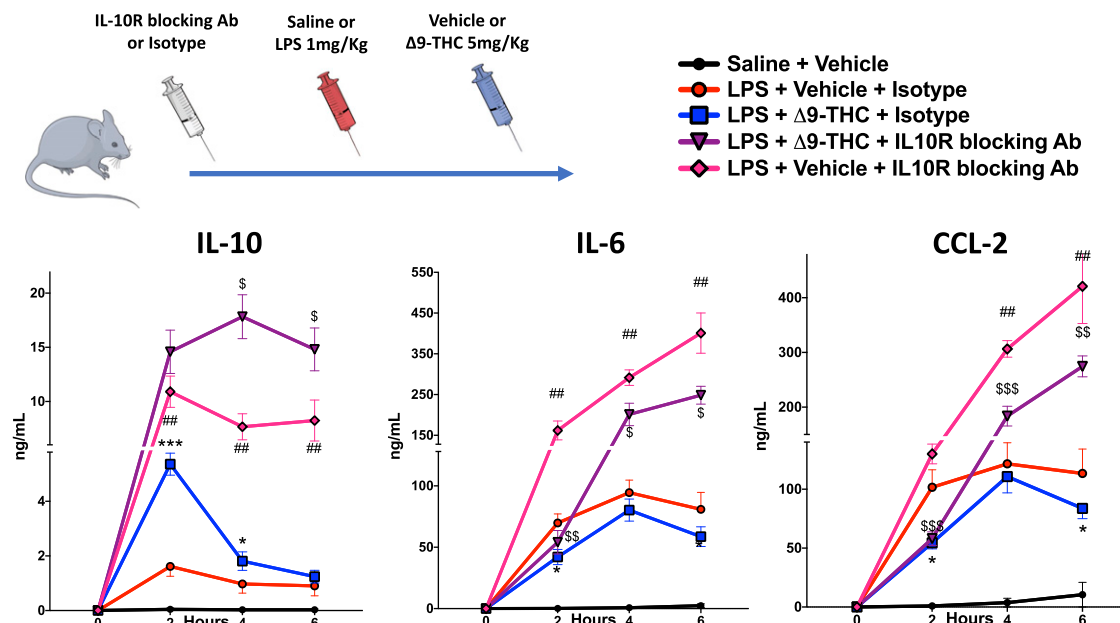 IL-10R blocking Ab
or Isotype
Saline or
LPS 1mg/Kg
Vehicle or
Δ9-THC 5mg/Kg
Saline + Vehicle
LPS + Vehicle + Isotype
LPS + Δ9-THC + Isotype
LPS + Δ9-THC + IL10R blocking Ab
LPS + Vehicle + IL10R blocking Ab
IL-10
ng/mL
20
15
10
4
2
0
$
$
##
***
##
##
*
0 2 Hours 4 6
IL-6
ng/mL
550
450
350
250
150
100
50
0
##
##
##
$
$
$$
*
*
0 2 Hours 4 6
CCL-2
ng/mL
400
300
200
100
50
0
##
##
$$
$$$
$$$
*
*
0 2 Hours 4 6